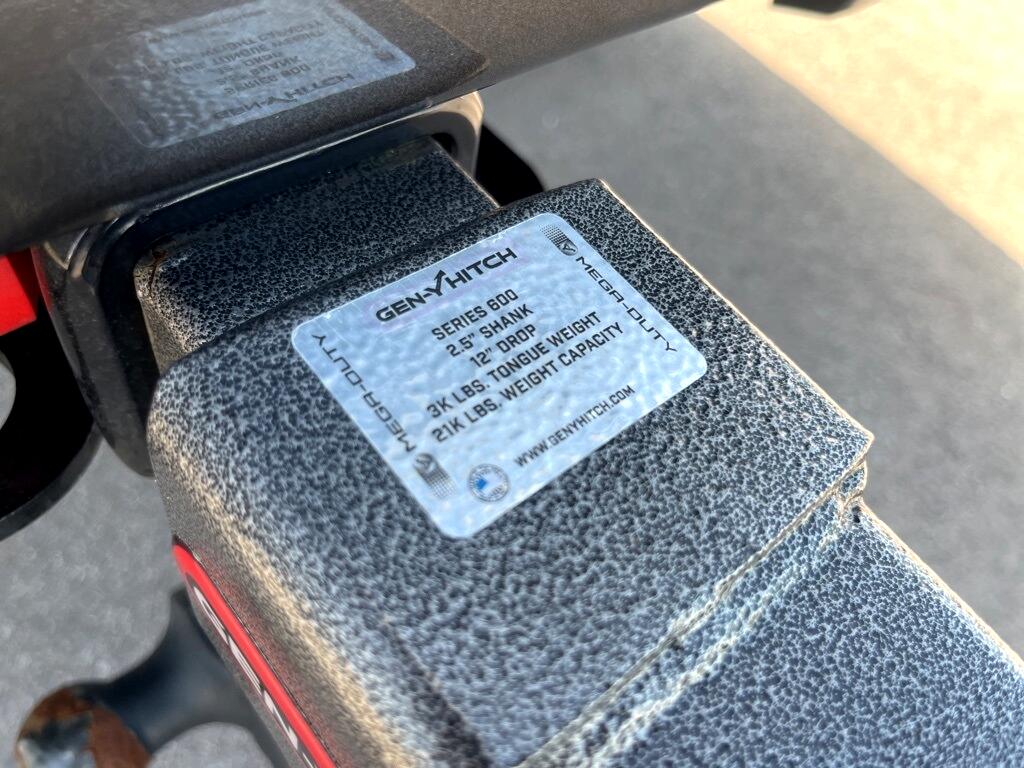 GEN-Y HITCH
SERIES 600
2.5" SHANK
12" DROP
3K LBS. TONGUE WEIGHT
21K LBS. WEIGHT CAPACITY
WWW.GENYHITCH.COM
MEGA-DUTY
MEGA-DUTY
GEN-